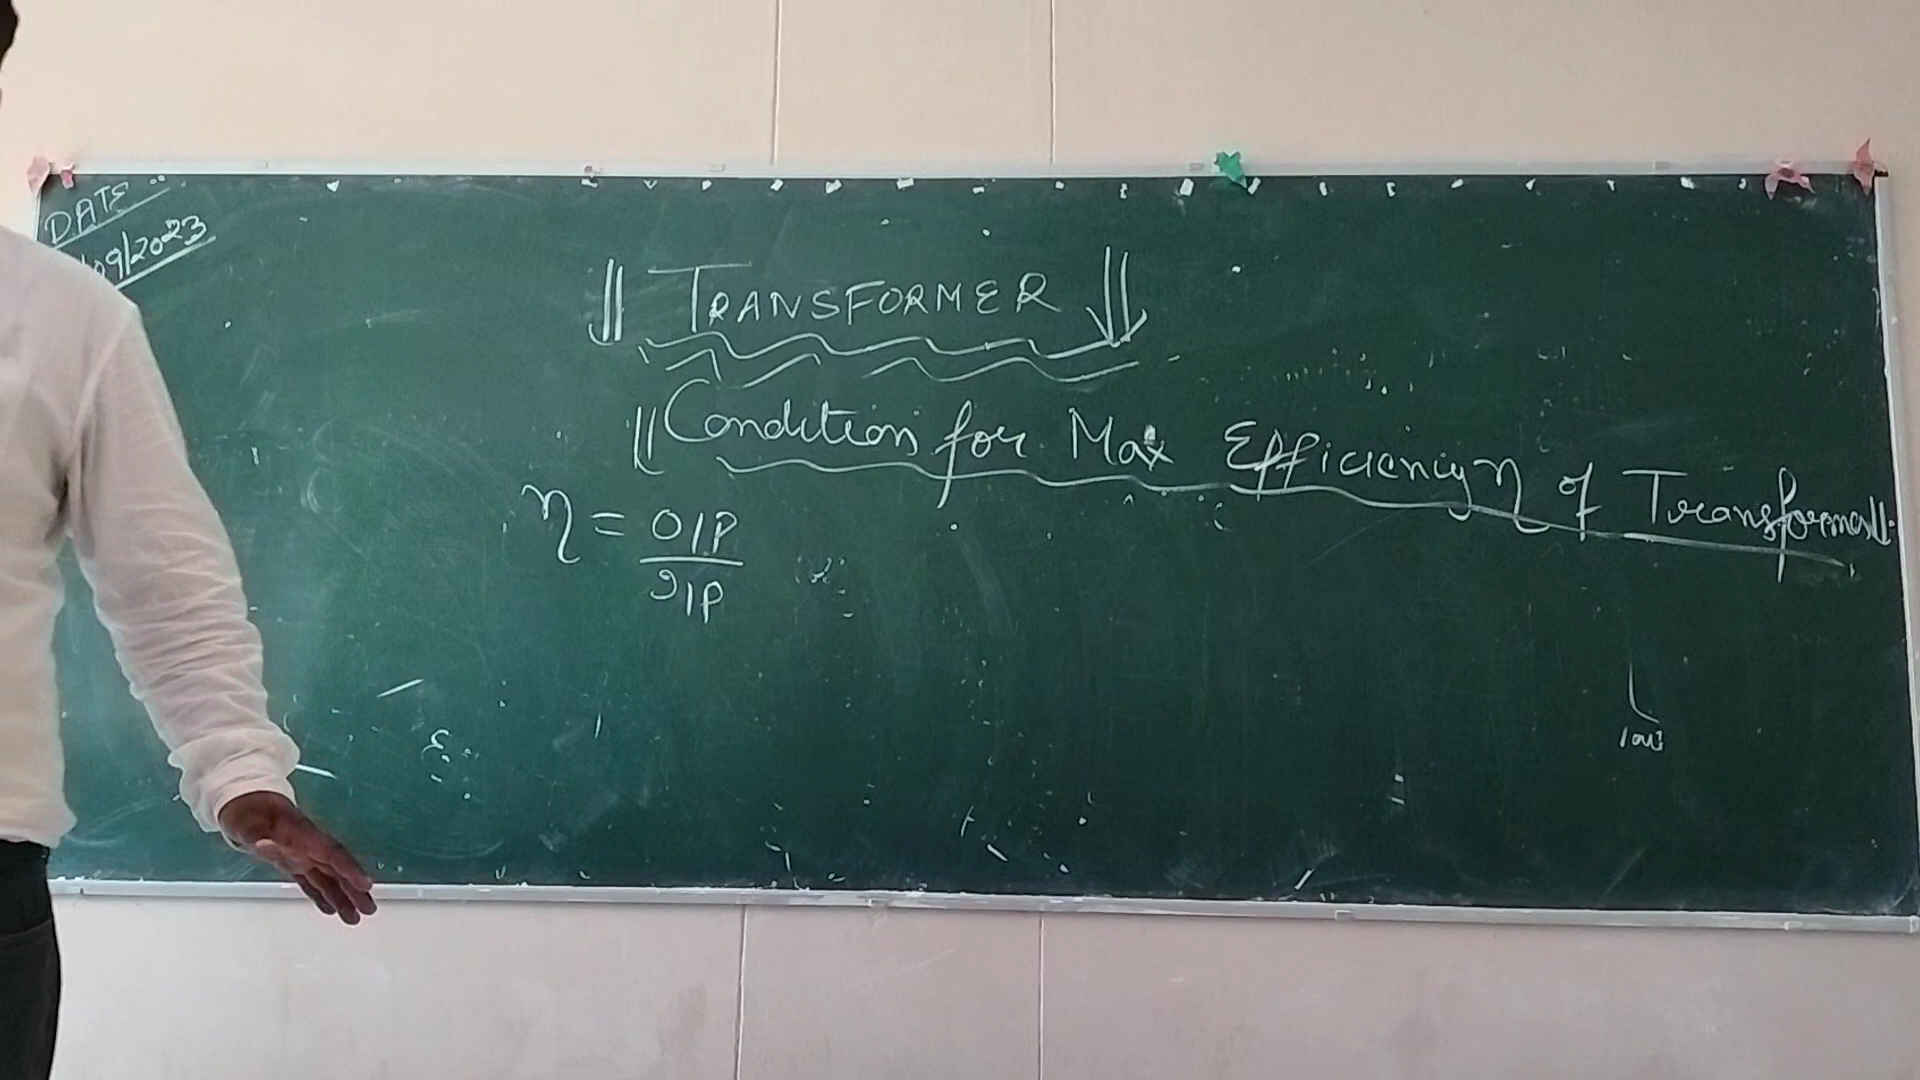 DATE
/09/2023
|| TRANSFORMER ||
|| Condition for Max Efficiency η of Transformer ||
η = O/P
I/P